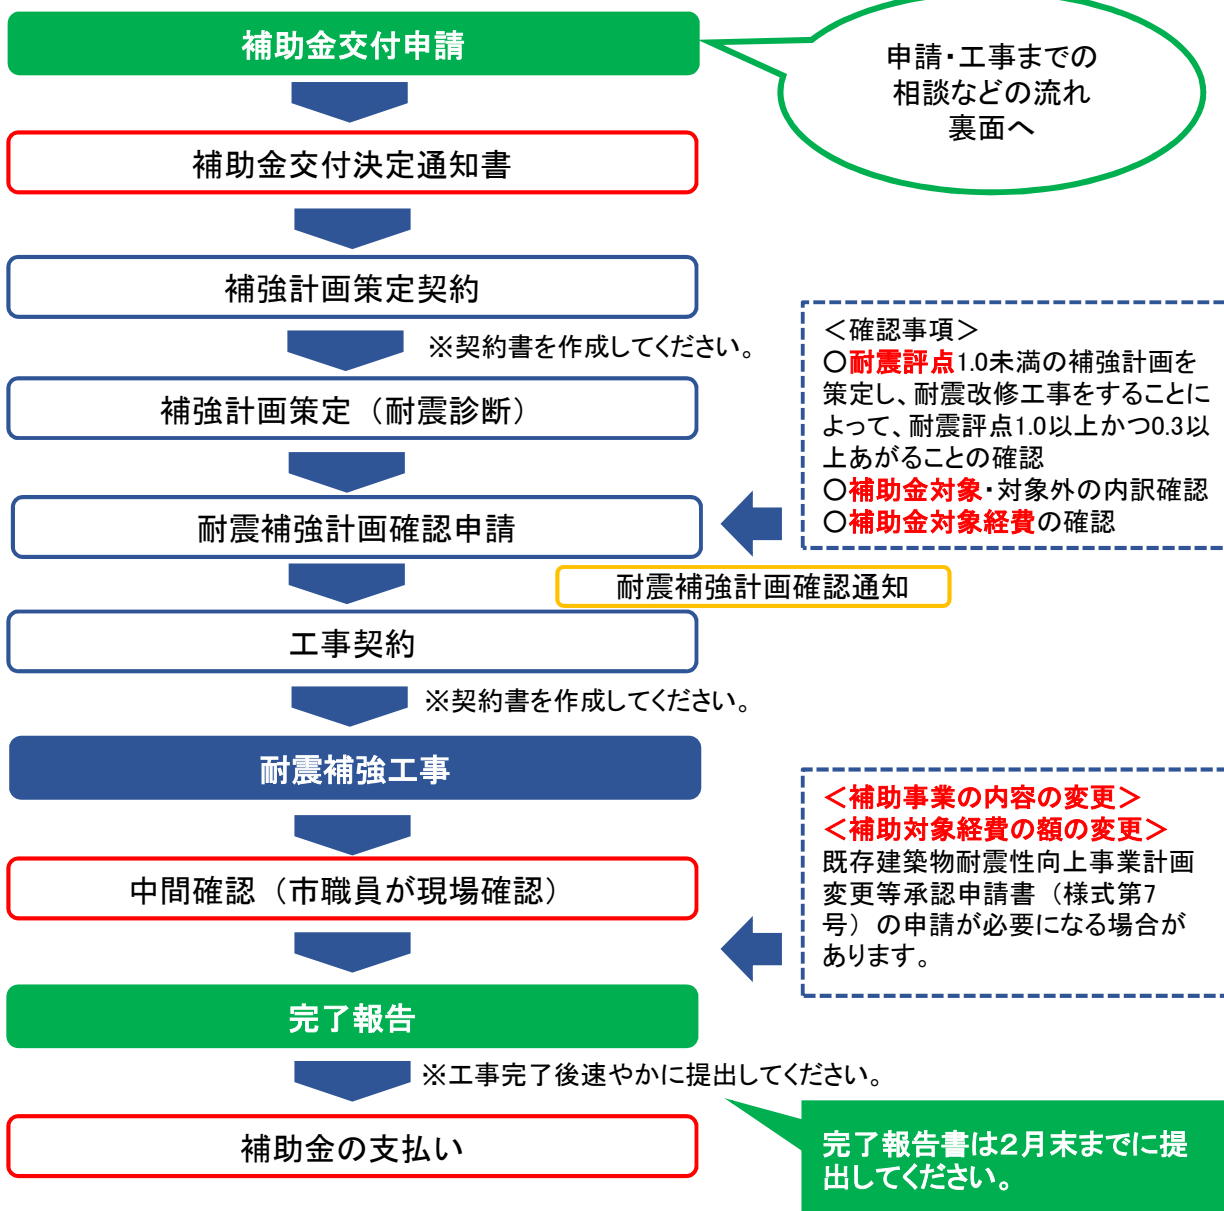 補助金交付申請
申請・工事までの
相談などの流れ
裏面へ
補助金交付決定通知書
補強計画策定契約
※契約書を作成してください。
補強計画策定（耐震診断）
＜確認事項＞
〇耐震評点1.0未満の補強計画を
策定し、耐震改修工事をすることに
よって、耐震評点1.0以上かつ0.3以
上あがることの確認
〇補助金対象・対象外の内訳確認
〇補助金対象経費の確認
耐震補強計画確認申請
耐震補強計画確認通知
工事契約
※契約書を作成してください。
耐震補強工事
中間確認（市職員が現場確認）
＜補助事業の内容の変更＞
＜補助対象経費の額の変更＞
既存建築物耐震性向上事業計画
変更等承認申請書（様式第7
号）の申請が必要になる場合が
あります。
完了報告
※工事完了後速やかに提出してください。
補助金の支払い
完了報告書は２月末までに提
出してください。